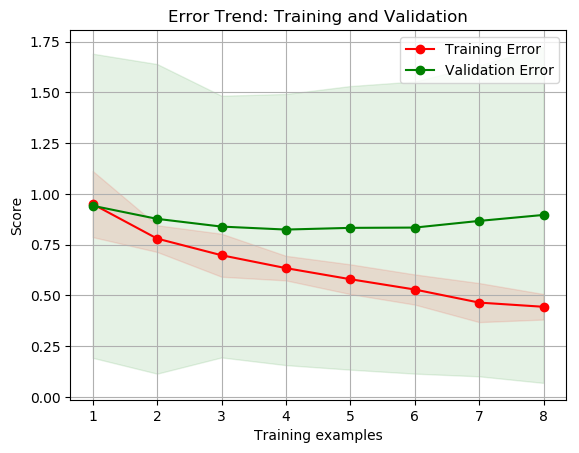 Error Trend: Training and Validation
Training Error
Validation Error
1.75
1.50
1.25
1.00
0.75
0.50
0.25
0.00
Score
1 2 3 4 5 6 7 8
Training examples